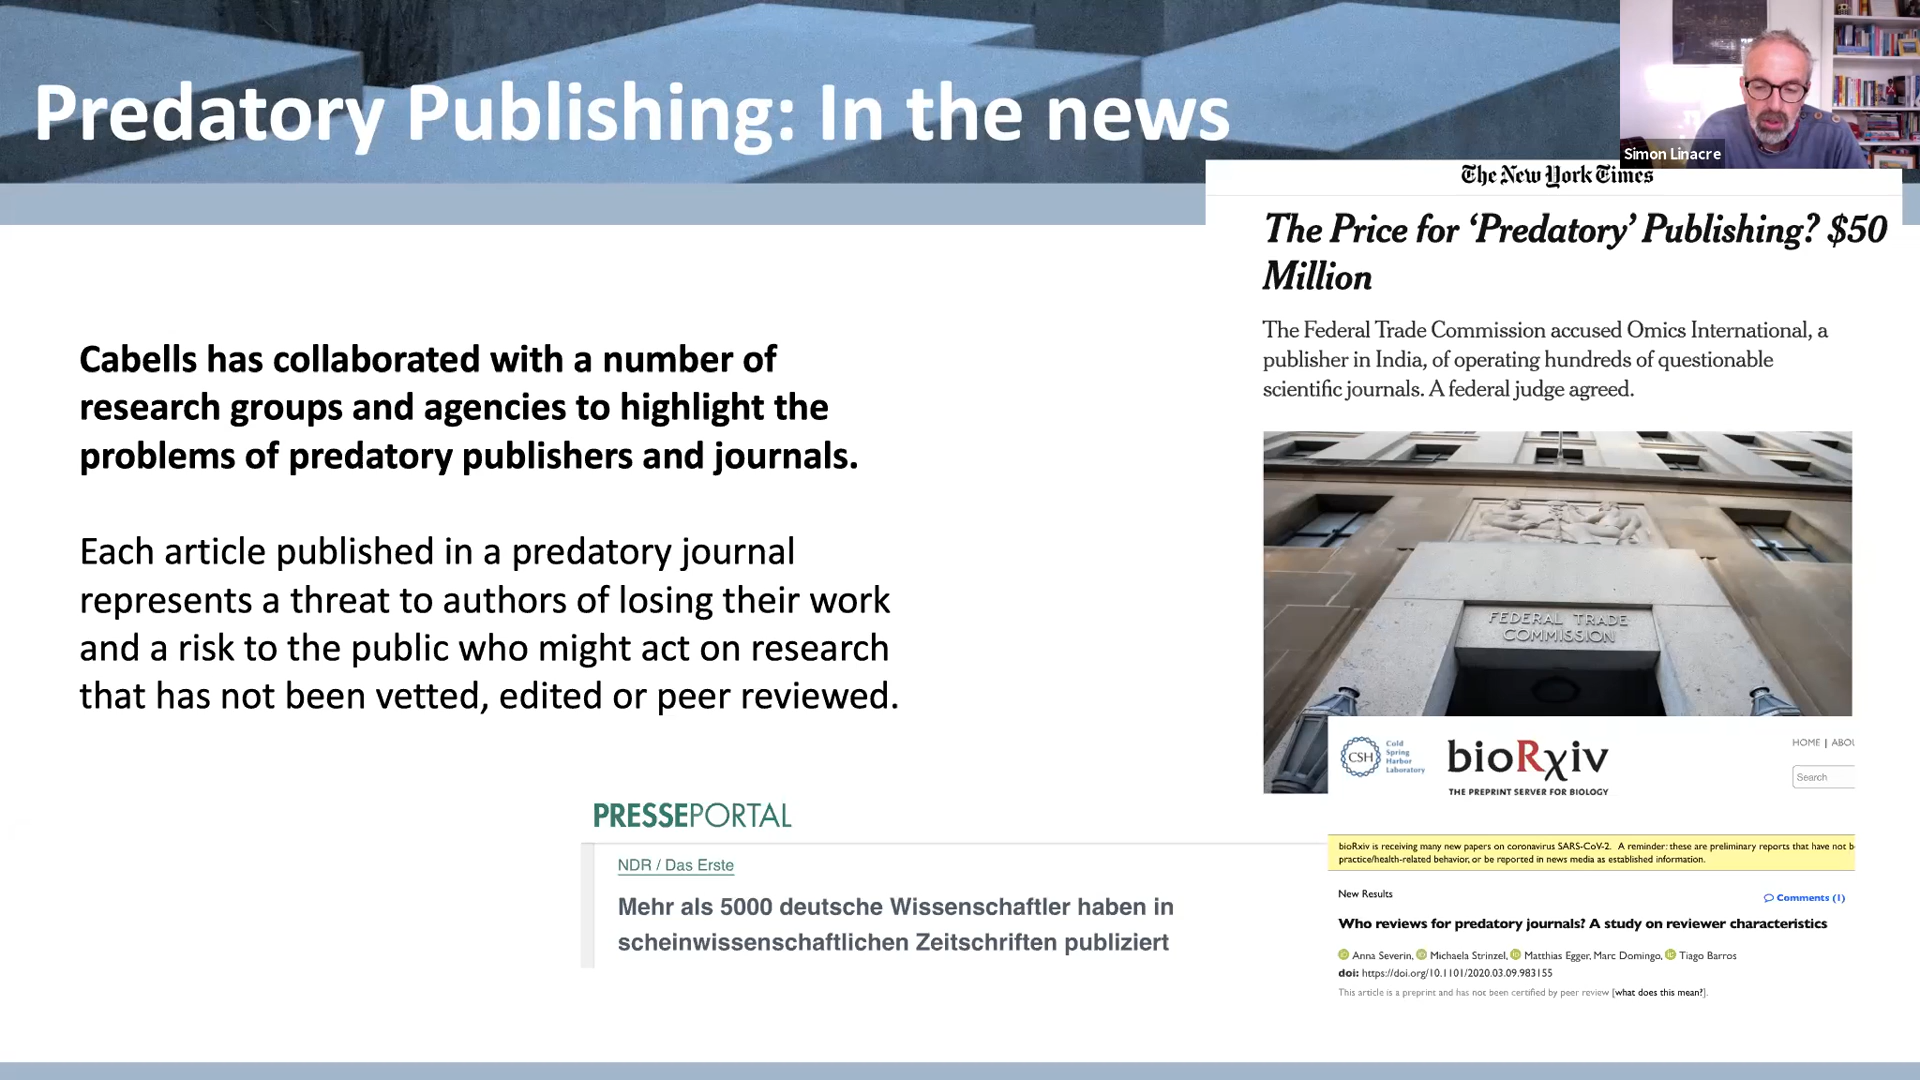 Predatory Publishing: In the news
Simon Linacre
The New York Times
The Price for ‘Predatory’ Publishing? $50
Million
The Federal Trade Commission accused Omics International, a
publisher in India, of operating hundreds of questionable
scientific journals. A federal judge agreed.
Cabells has collaborated with a number of
research groups and agencies to highlight the
problems of predatory publishers and journals.
Each article published in a predatory journal
represents a threat to authors of losing their work
and a risk to the public who might act on research
that has not been vetted, edited or peer reviewed.
FEDERAL TRADE
COMMISSION
CSH
Cold
Spring
Harbor
Laboratory
bioRxiv
THE PREPRINT SERVER FOR BIOLOGY
HOME | ABOU
Search
PRESSEPORTAL
NDR / Das Erste
Mehr als 5000 deutsche Wissenschaftler haben in
scheinwissenschaftlichen Zeitschriften publiziert
bioRxiv is receiving many new papers on coronavirus SARS-CoV-2. A reminder: these are preliminary reports that have not b
practice/health-related behavior, or be reported in news media as established information.
New Results
Comments (1)
Who reviews for predatory journals? A study on reviewer characteristics
Anna Severin, Michaela Strinzel, Matthias Egger, Marc Domingo, Tiago Barros
doi: https://doi.org/10.1101/2020.03.09.983155
This article is a preprint and has not been certified by peer review [what does this mean?].